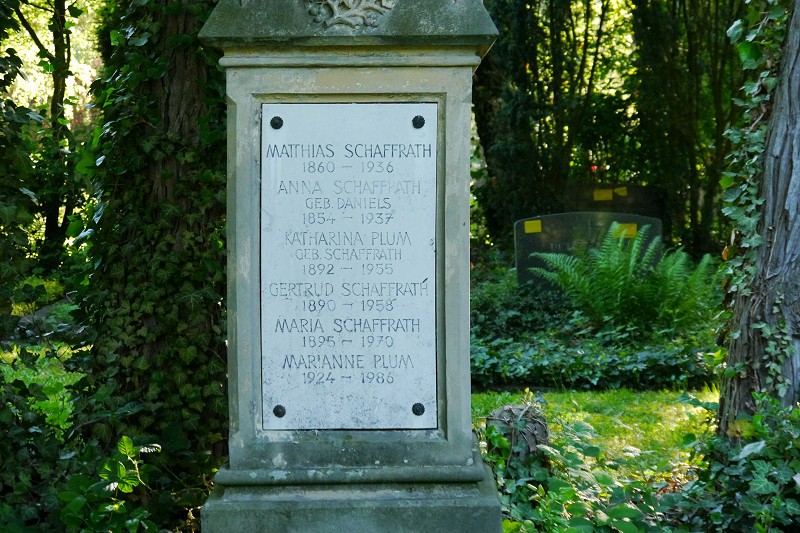 MATTHIAS SCHAFFRATH
1860 - 1936
ANNA SCHAFFRATH
GEB. DANIELS
1854 - 1937
KATHARINA PLUM
GEB. SCHAFFRATH
1892 - 1955
GERTRUD SCHAFFRATH
1890 - 1958
MARIA SCHAFFRATH
1895 - 1970
MARIANNE PLUM
1924 - 1986